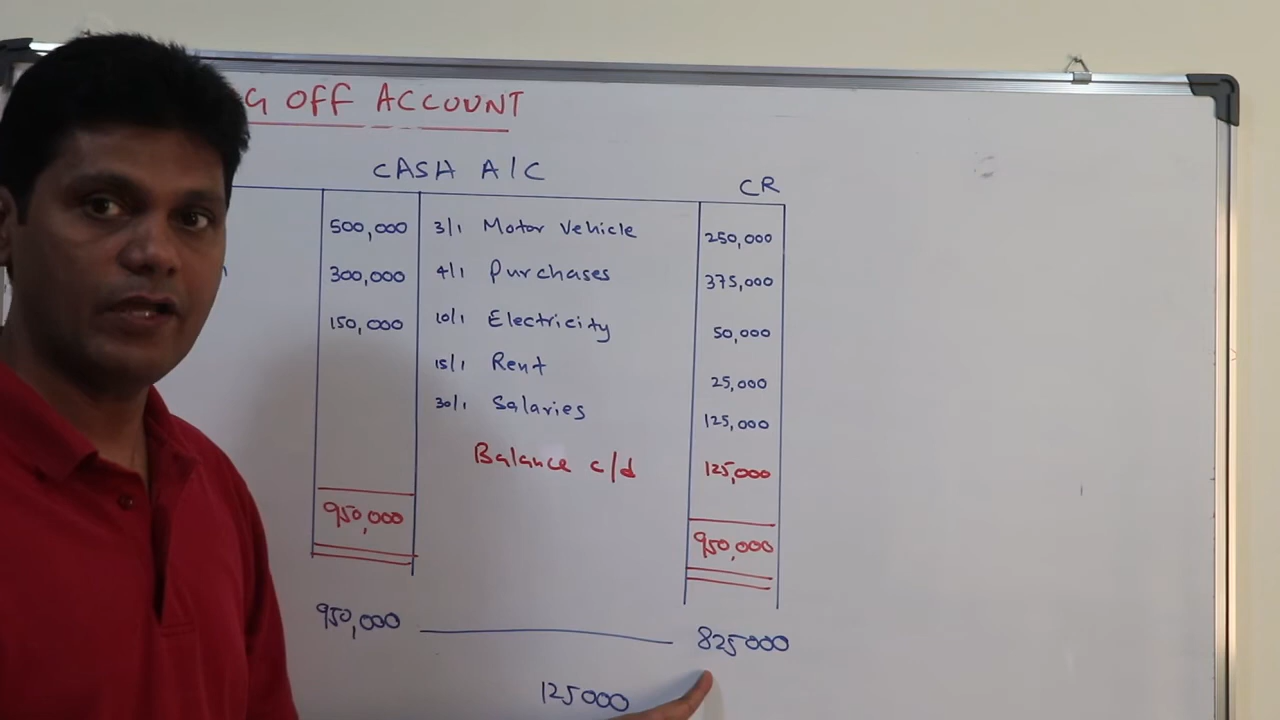 G OFF ACCOUNT
CASH A/C
CR
500,000 3/1 Motor Vehicle 250,000
300,000 4/1 Purchases 375,000
150,000 10/1 Electricity 50,000
15/1 Rent 25,000
30/1 Salaries 125,000
Balance c/d 125,000
950,000 950,000
950,000 825000
125000